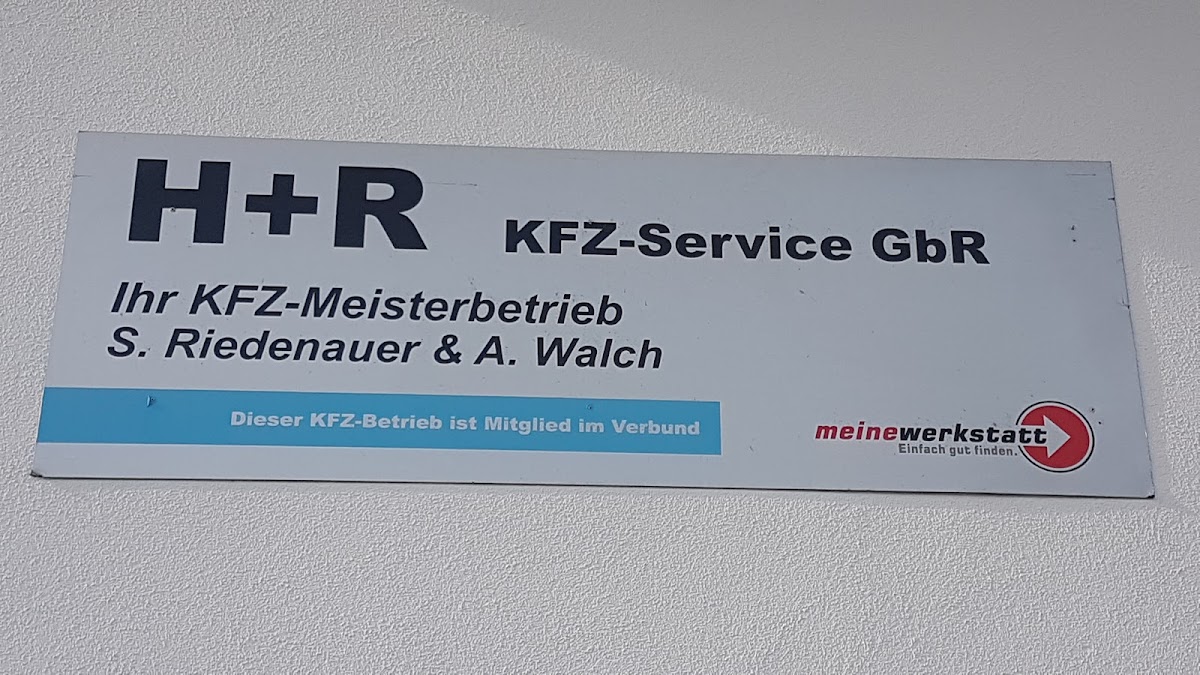 H+R KFZ-Service GbR
Ihr KFZ-Meisterbetrieb
S. Riedenauer & A. Walch
Dieser KFZ-Betrieb ist Mitglied im Verbund
meinewerkstatt
Einfach gut finden.